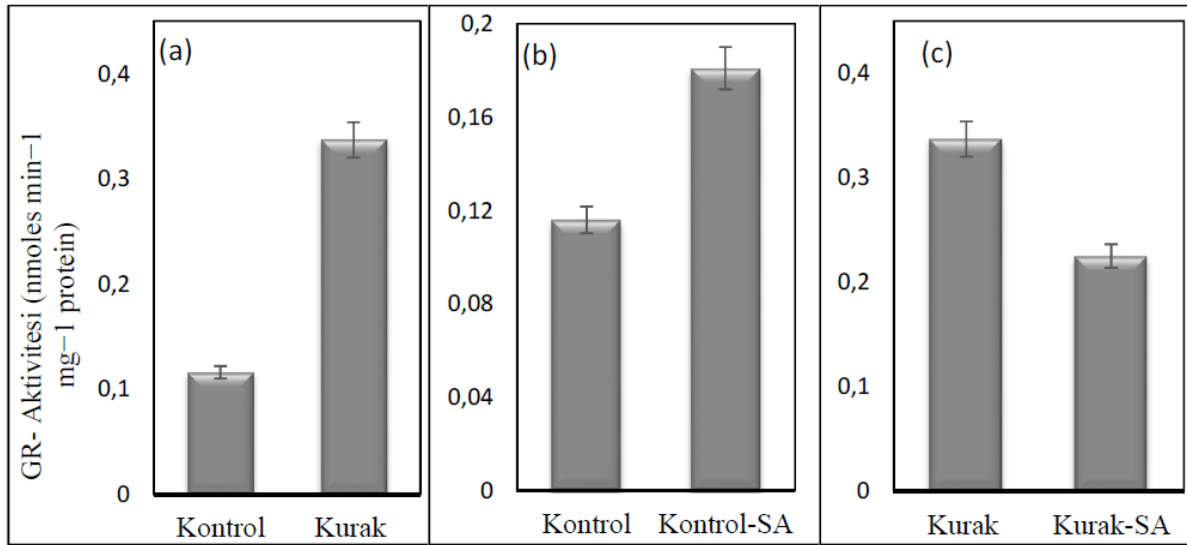 GR- Aktivitesi (nmoles min−1
mg−1 protein)
(a)
0,4
0,3
0,2
0,1
0
Kontrol Kurak
(b)
0,2
0,16
0,12
0,08
0,04
0
Kontrol Kontrol-SA
(c)
0,4
0,3
0,2
0,1
0
Kurak Kurak-SA